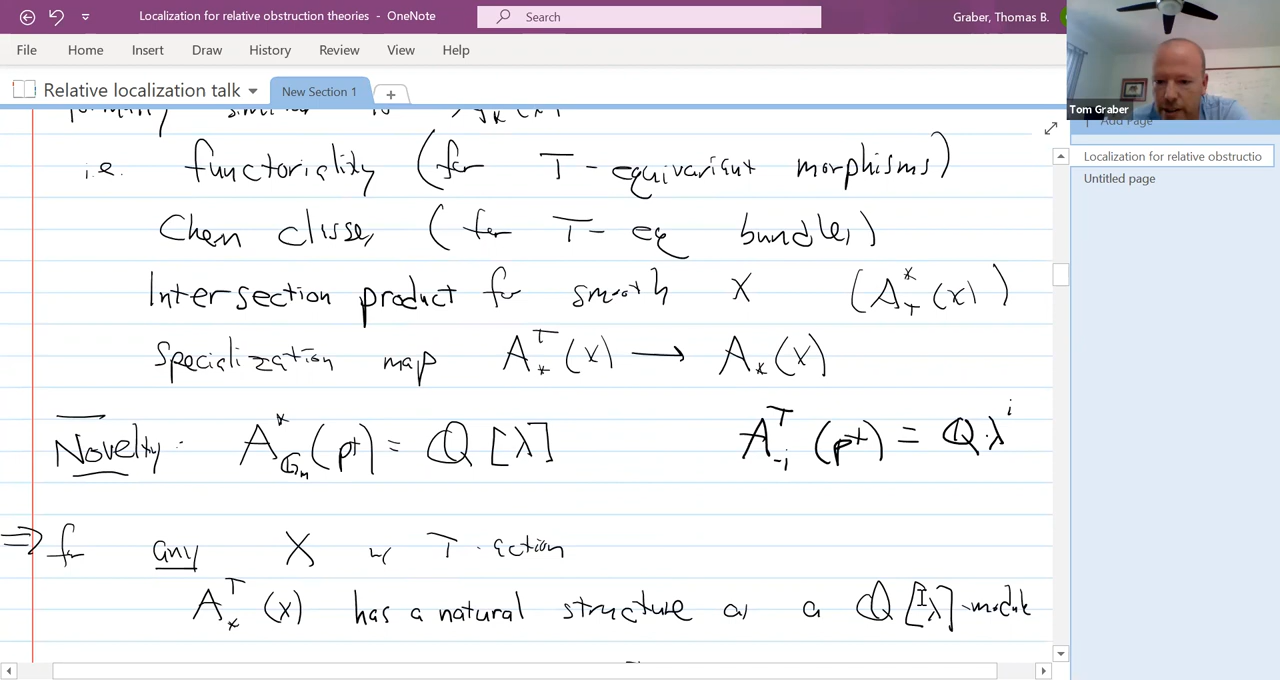 Localization for relative obstruction theories - OneNote
Search
Graber, Thomas B.
File Home Insert Draw History Review View Help
Relative localization talk
New Section 1
Tom Graber
Add Page
Localization for relative obstructio
Untitled page
i.e. functoriality (for T-equivariant morphisms)
Chern classes (for T-eq bundles)
Intersection product for smooth X (A^*_T(X))
Specialization map A^T_*(X) → A_*(X)
Novelty: A^*_{G_m}(pt) = Q[λ] A^T_{-i}(pt) = Q·λ^i
⇒ for any X w/ T-action
A^T_*(X) has a natural structure as a Q[λ]-module